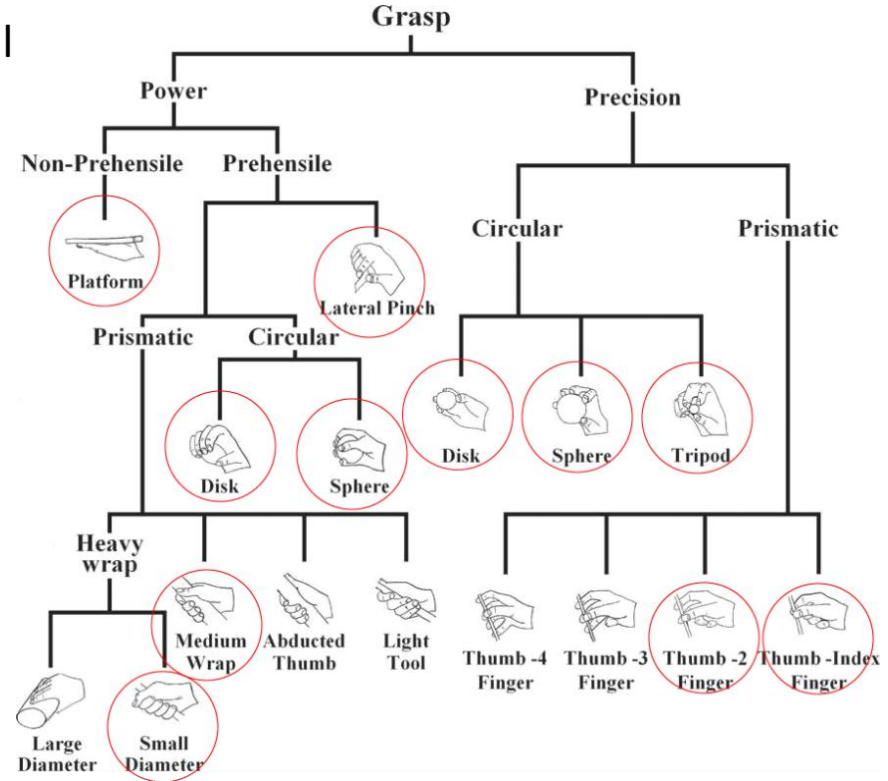 Grasp
Power
Precision
Non-Prehensile
Prehensile
Circular
Prismatic
Platform
Lateral Pinch
Prismatic
Circular
Disk
Sphere
Disk
Sphere
Tripod
Heavy
wrap
Medium
Wrap
Abducted
Thumb
Light
Tool
Thumb -4
Finger
Thumb -3
Finger
Thumb -2
Finger
Thumb -Index
Finger
Large
Diameter
Small
Diameter